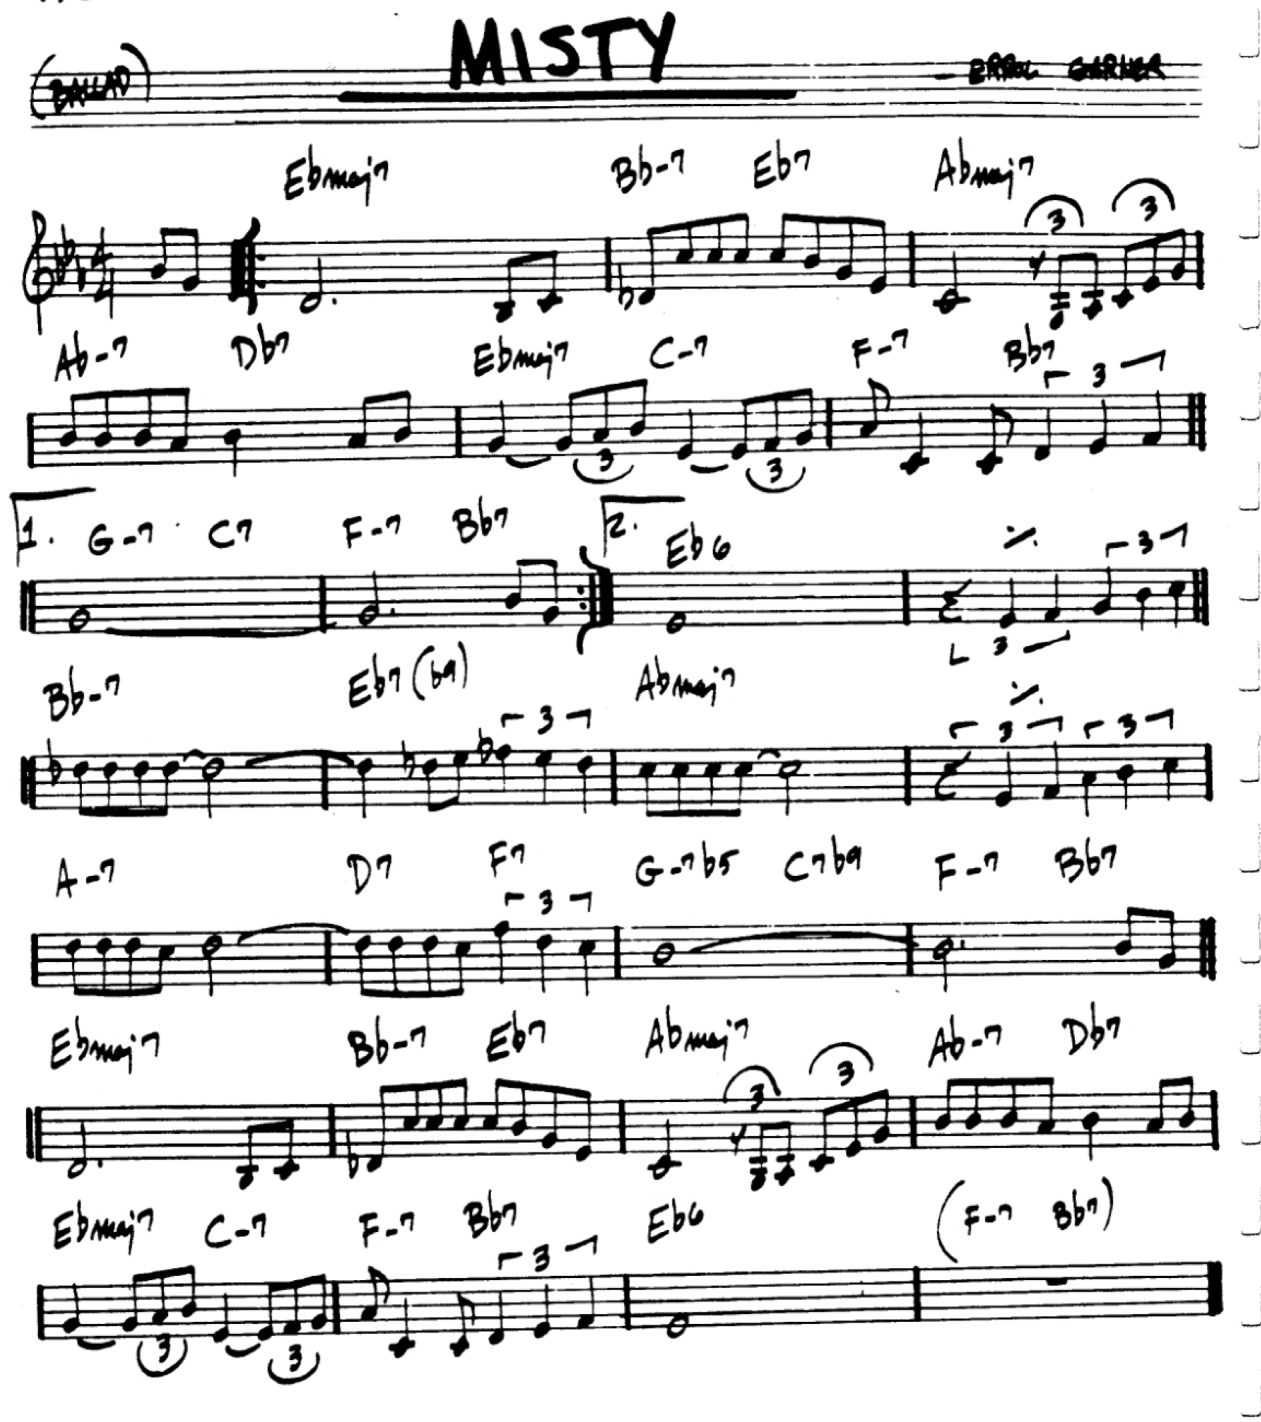 MISTY
(BALLAD) - ERROL GARNER
Ebmaj7 Bb-7 Eb7 Abmaj7
4 4 3 3
Ab-7 Db7 Ebmaj7 C-7 F-7 Bb7
3 3 3
1. G-7 C7 F-7 Bb7 2. Eb6 ٪
3 3
Bb-7 Eb7(b9) Abmaj7 ٪
3 3 3
A-7 D7 F7 G-7b5 C7b9 F-7 Bb7
3
Ebmaj7 Bb-7 Eb7 Abmaj7 Ab-7 Db7
3 3
Ebmaj7 C-7 F-7 Bb7 Eb6 (F-7 Bb7)
3 3 3